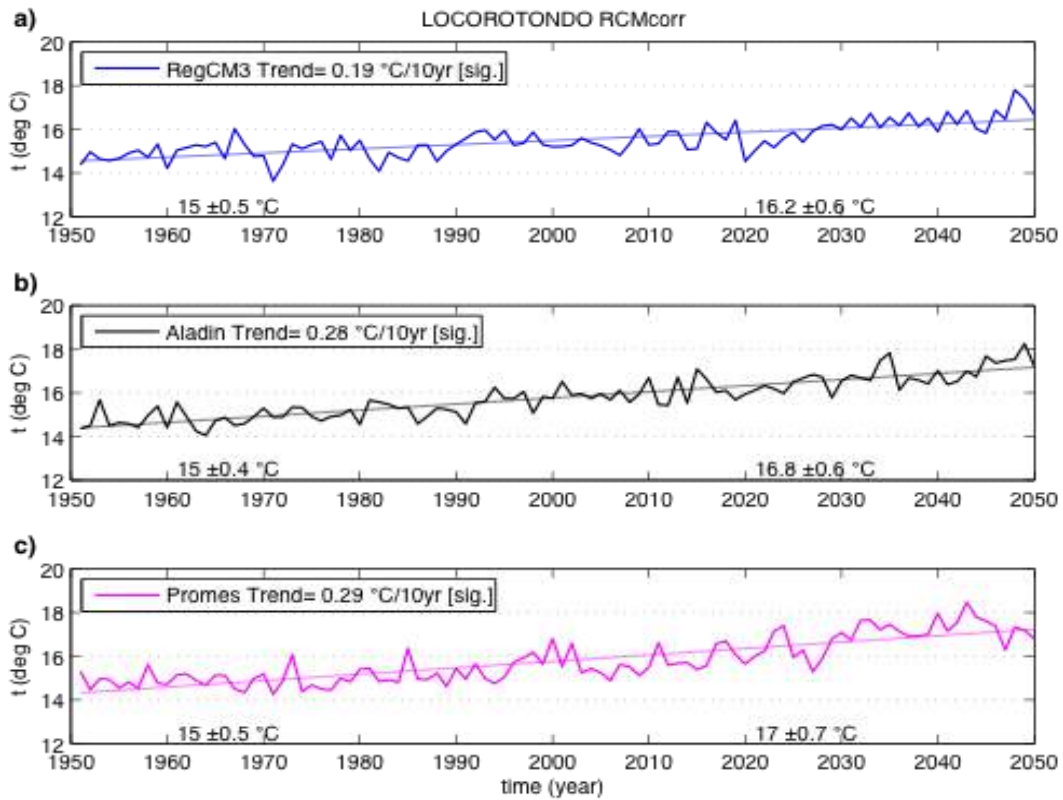 a)
LOCOROTONDO RCMcorr
20
18
16
14
12
t (deg C)
RegCM3 Trend= 0.19 °C/10yr [sig.]
15 ±0.5 °C
16.2 ±0.6 °C
1950 1960 1970 1980 1990 2000 2010 2020 2030 2040 2050
b)
20
18
16
14
12
t (deg C)
Aladin Trend= 0.28 °C/10yr [sig.]
15 ±0.4 °C
16.8 ±0.6 °C
1950 1960 1970 1980 1990 2000 2010 2020 2030 2040 2050
c)
20
18
16
14
12
t (deg C)
Promes Trend= 0.29 °C/10yr [sig.]
15 ±0.5 °C
17 ±0.7 °C
1950 1960 1970 1980 1990 2000 2010 2020 2030 2040 2050
time (year)